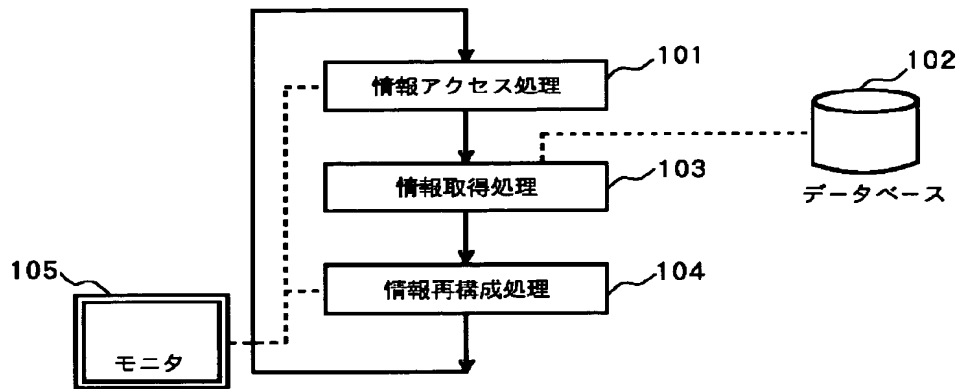 101
情報アクセス処理
102
103
情報取得処理
データベース
105
104
情報再構成処理
モニタ